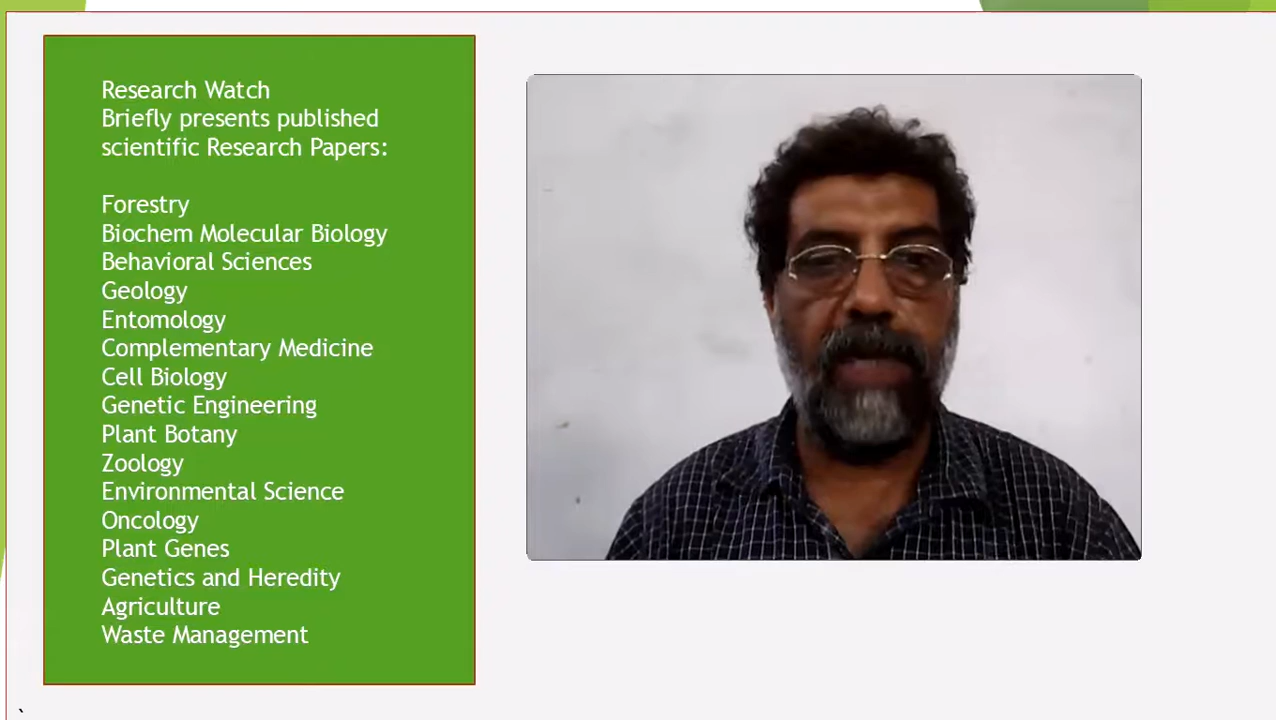 Research Watch
Briefly presents published
scientific Research Papers:
Forestry
Biochem Molecular Biology
Behavioral Sciences
Geology
Entomology
Complementary Medicine
Cell Biology
Genetic Engineering
Plant Botany
Zoology
Environmental Science
Oncology
Plant Genes
Genetics and Heredity
Agriculture
Waste Management
`